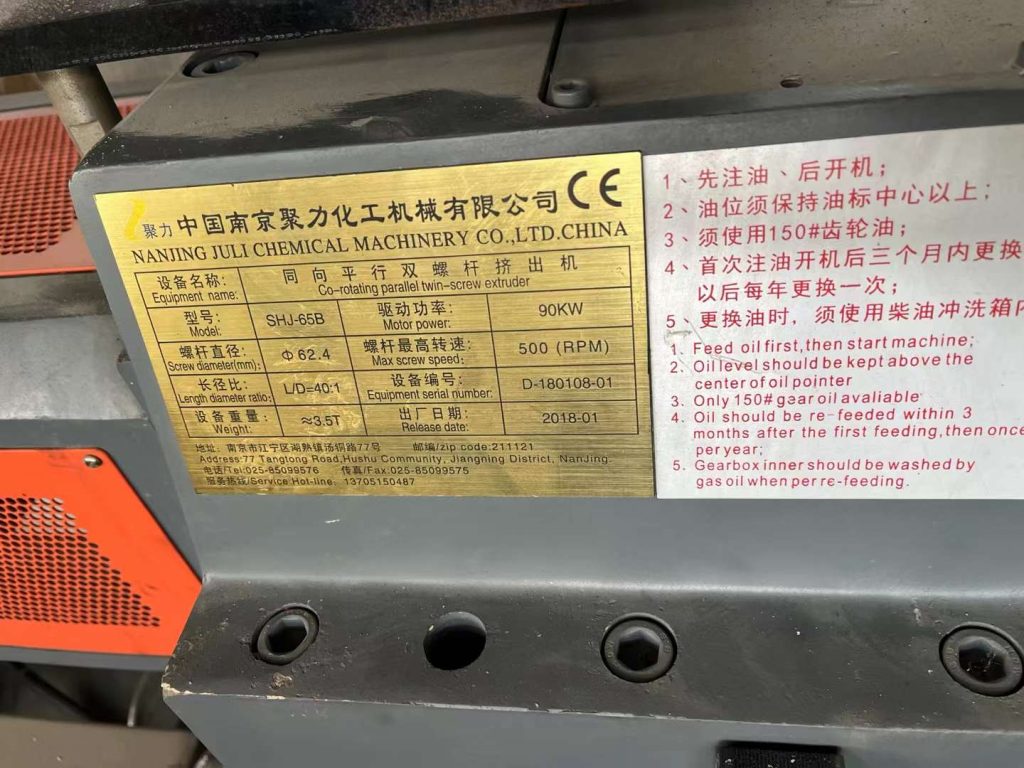 聚力 中国南京聚力化工机械有限公司 CE
NANJING JULI CHEMICAL MACHINERY CO.,LTD.CHINA
设备名称: 同向平行双螺杆挤出机
Equipment name: Co-rotating parallel twin-screw extruder
型号: SHJ-65B 驱动功率: 90KW
Model: Motor power:
螺杆直径: Φ62.4 螺杆最高转速: 500 (RPM)
Screw diameter(mm): Max screw speed:
长径比: L/D=40:1 设备编号: D-180108-01
Length diameter ratio: Equipment serial number:
设备重量: ≈3.5T 出厂日期: 2018-01
Weight: Release date:
地址: 南京市江宁区湖熟镇汤铜路77号 邮编/zip code:211121
Address:77 Tangtong Road,Hushu Community, Jiangning District, NanJing.
电话/Tel:025-85099576 传真/Fax:025-85099575
服务热线/Service Hot-line: 13705150487
1、先注油、后开机;
2、油位须保持油标中心以上;
3、须使用150#齿轮油;
4、首次注油开机后三个月内更换
以后每年更换一次;
5、更换油时, 须使用柴油冲洗箱内
1. Feed oil first,then start machine;
2. Oil level should be kept above the
center of oil pointer
3. Only 150# gear oil avaliable
4. Oil should be re-feeded within 3
months after the first feeding,then once
per year;
5. Gearbox inner should be washed by
gas oil when per re-feeding.